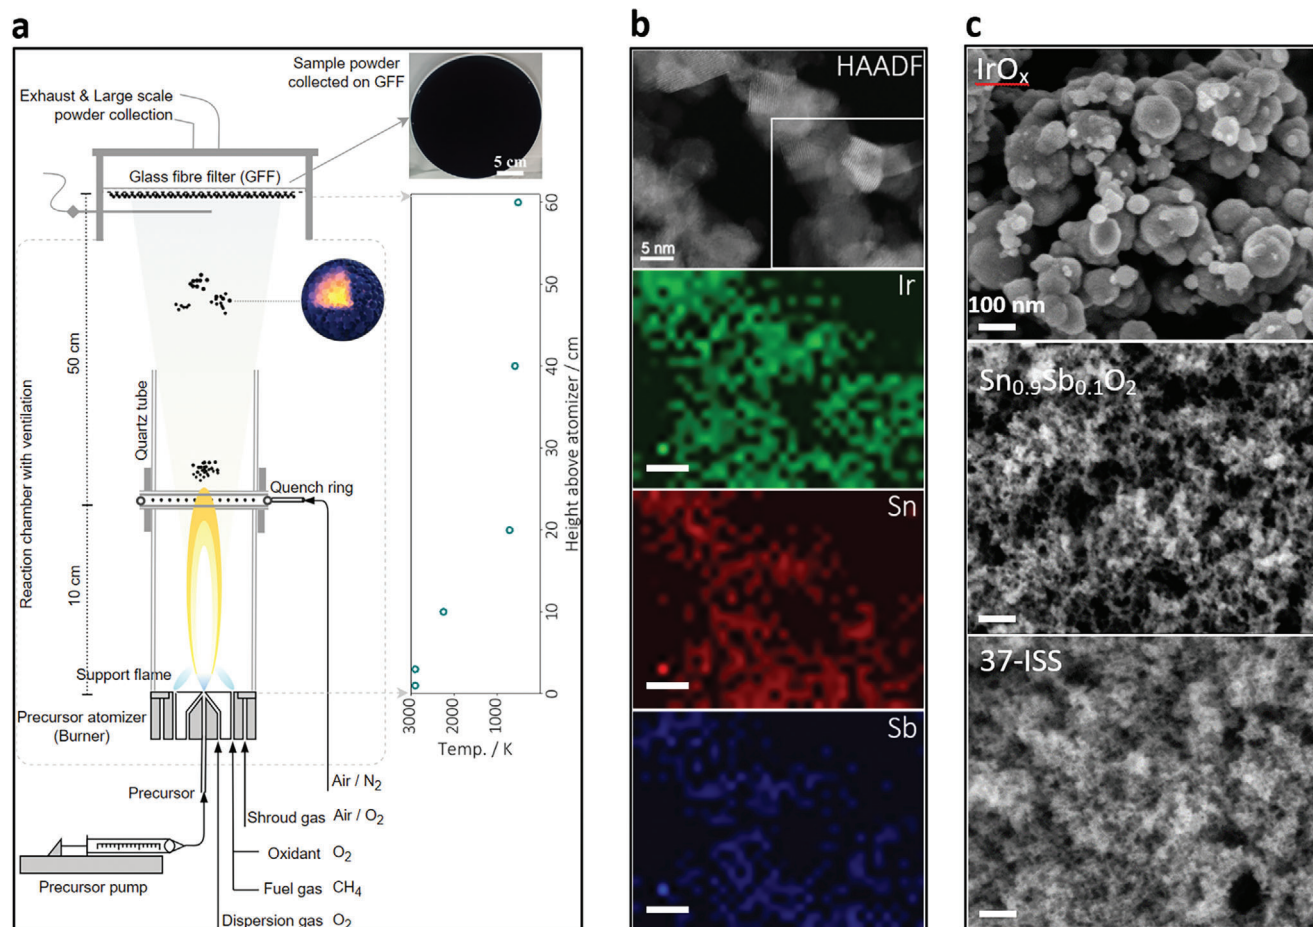 a
Exhaust & Large scale
powder collection
Sample powder
collected on GFF
5 cm
Glass fibre filter (GFF)
50 cm
10 cm
Reaction chamber with ventilation
Quartz tube
Quench ring
Support flame
Precursor atomizer
(Burner)
Precursor
Precursor pump
Air / N2
Shroud gas Air / O2
Oxidant O2
Fuel gas CH4
Dispersion gas O2
60
50
40
30
20
10
0
Height above atomizer / cm
3000
2000
1000
Temp. / K
b
HAADF
5 nm
Ir
Sn
Sb
c
IrOx
100 nm
Sn0.9Sb0.1O2
37-ISS